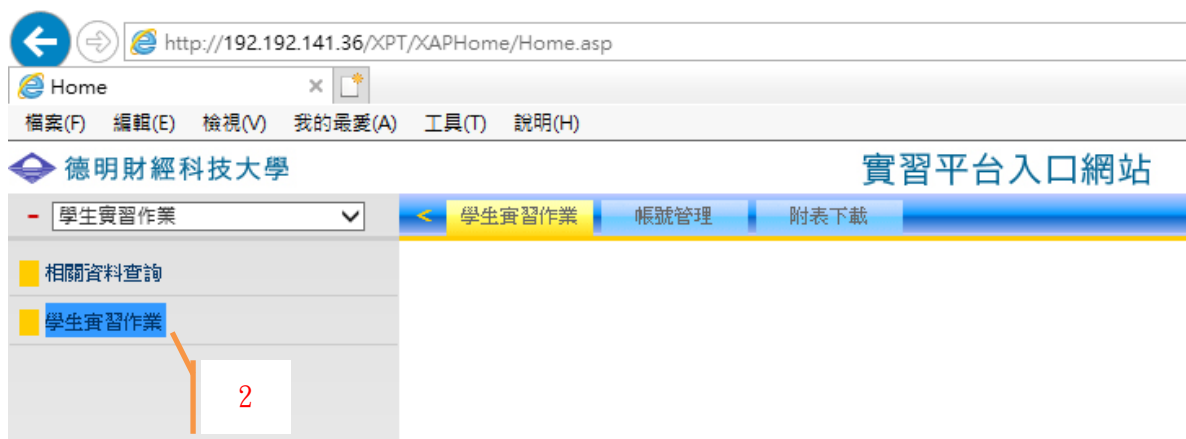 http://192.192.141.36/XPT/XAPHome/Home.asp
Home
檔案(F) 編輯(E) 檢視(V) 我的最愛(A) 工具(T) 說明(H)
德明財經科技大學 實習平台入口網站
- 學生實習作業 < 學生實習作業 帳號管理 附表下載
相關資料查詢
學生實習作業
2